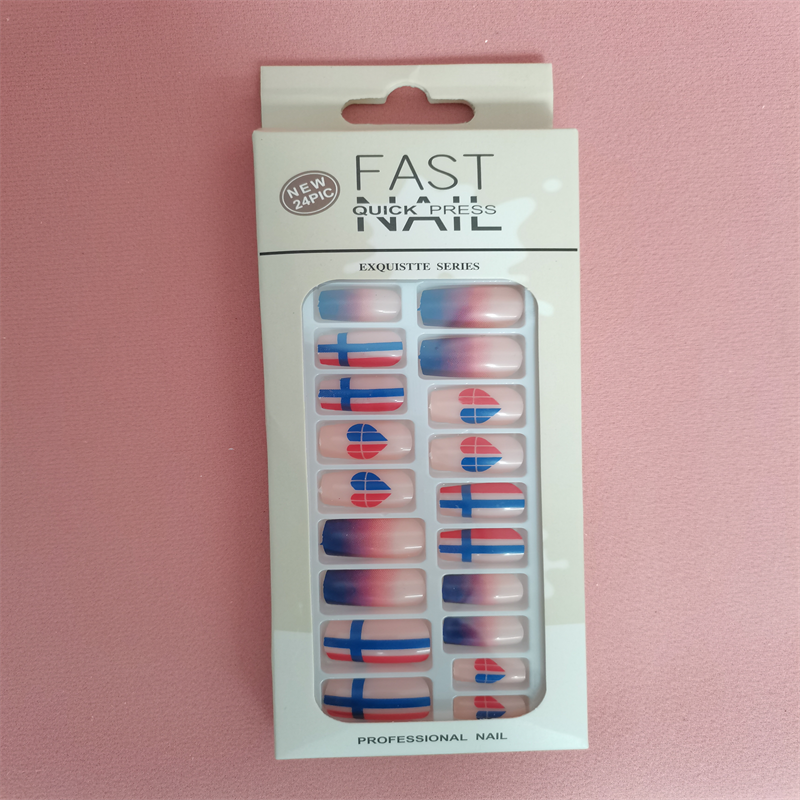 NEW
24PIC
FAST
NAIL
QUICK PRESS
EXQUISTTE SERIES
PROFESSIONAL NAIL